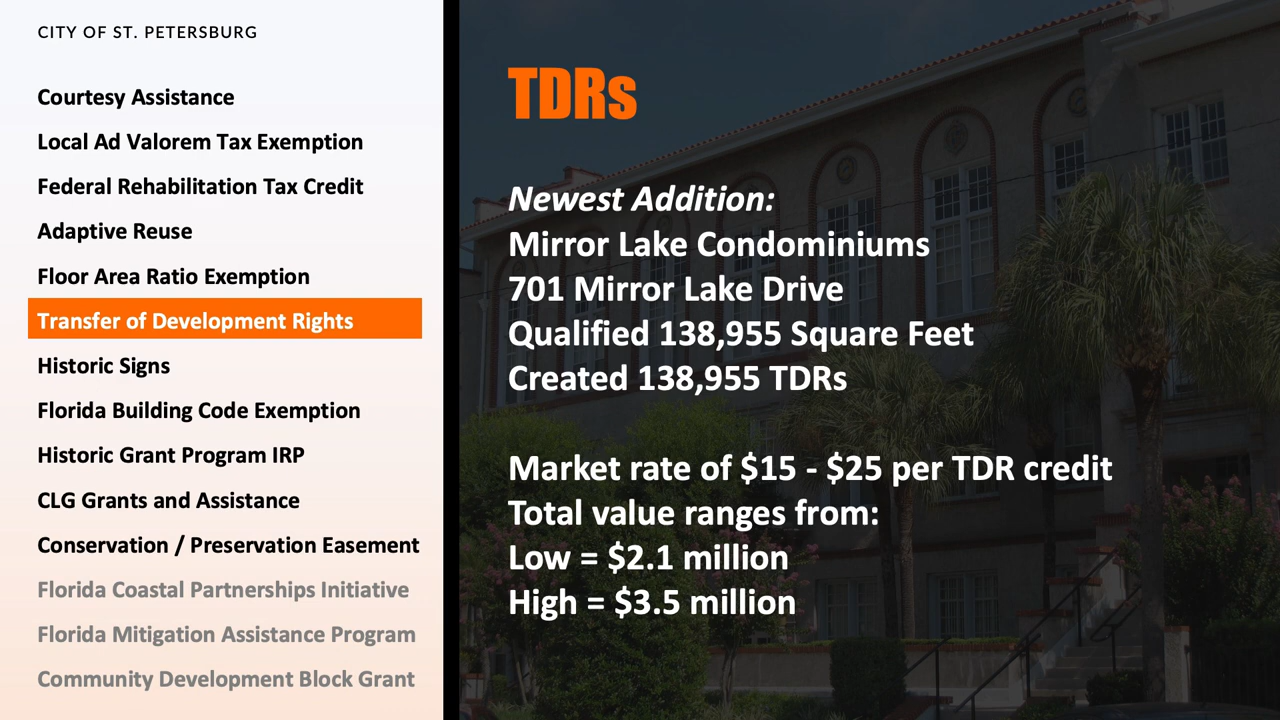 CITY OF ST. PETERSBURG
Courtesy Assistance
Local Ad Valorem Tax Exemption
Federal Rehabilitation Tax Credit
Adaptive Reuse
Floor Area Ratio Exemption
Transfer of Development Rights
Historic Signs
Florida Building Code Exemption
Historic Grant Program IRP
CLG Grants and Assistance
Conservation / Preservation Easement
Florida Coastal Partnerships Initiative
Florida Mitigation Assistance Program
Community Development Block Grant
TDRs
Newest Addition:
Mirror Lake Condominiums
701 Mirror Lake Drive
Qualified 138,955 Square Feet
Created 138,955 TDRs
Market rate of $15 - $25 per TDR credit
Total value ranges from:
Low = $2.1 million
High = $3.5 million